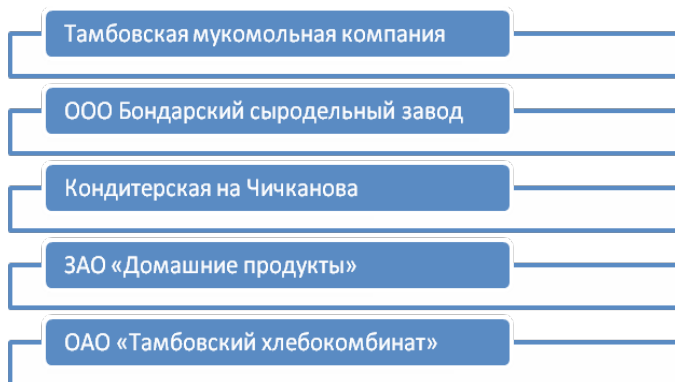 Тамбовская мукомольная компания
ООО Бондарский сыродельный завод
Кондитерская на Чичканова
ЗАО «Домашние продукты»
ОАО «Тамбовский хлебокомбинат»